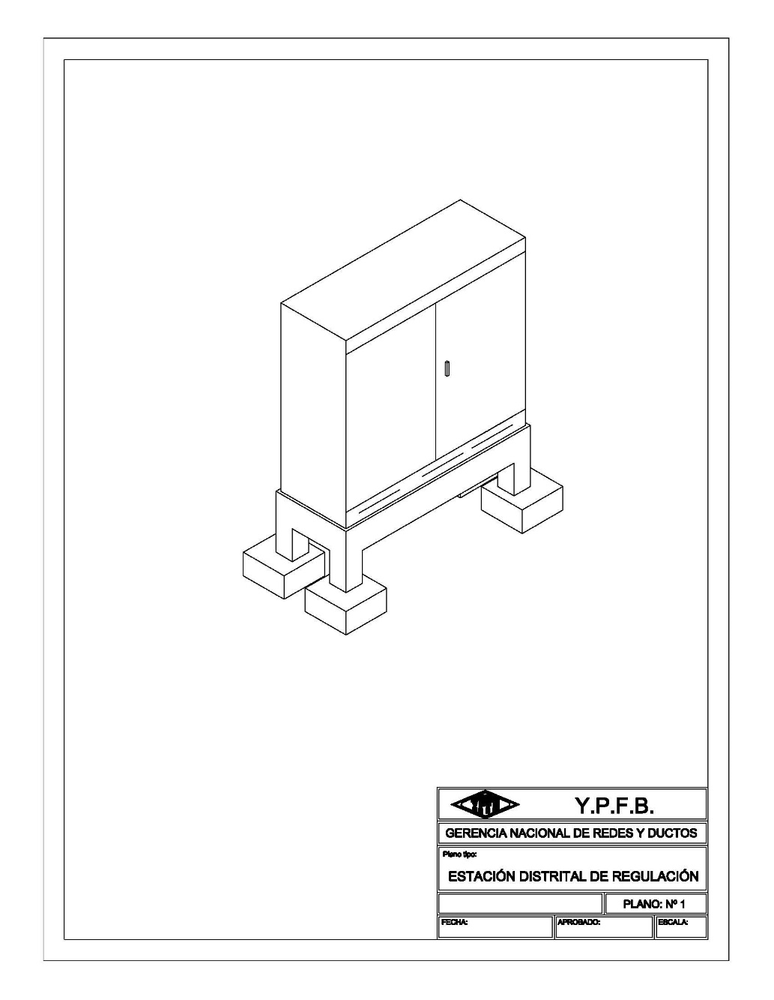 Y.P.F.B.
GERENCIA NACIONAL DE REDES Y DUCTOS
Plano tipo:
ESTACIÓN DISTRITAL DE REGULACIÓN
PLANO: Nº 1
FECHA: APROBADO: ESCALA: